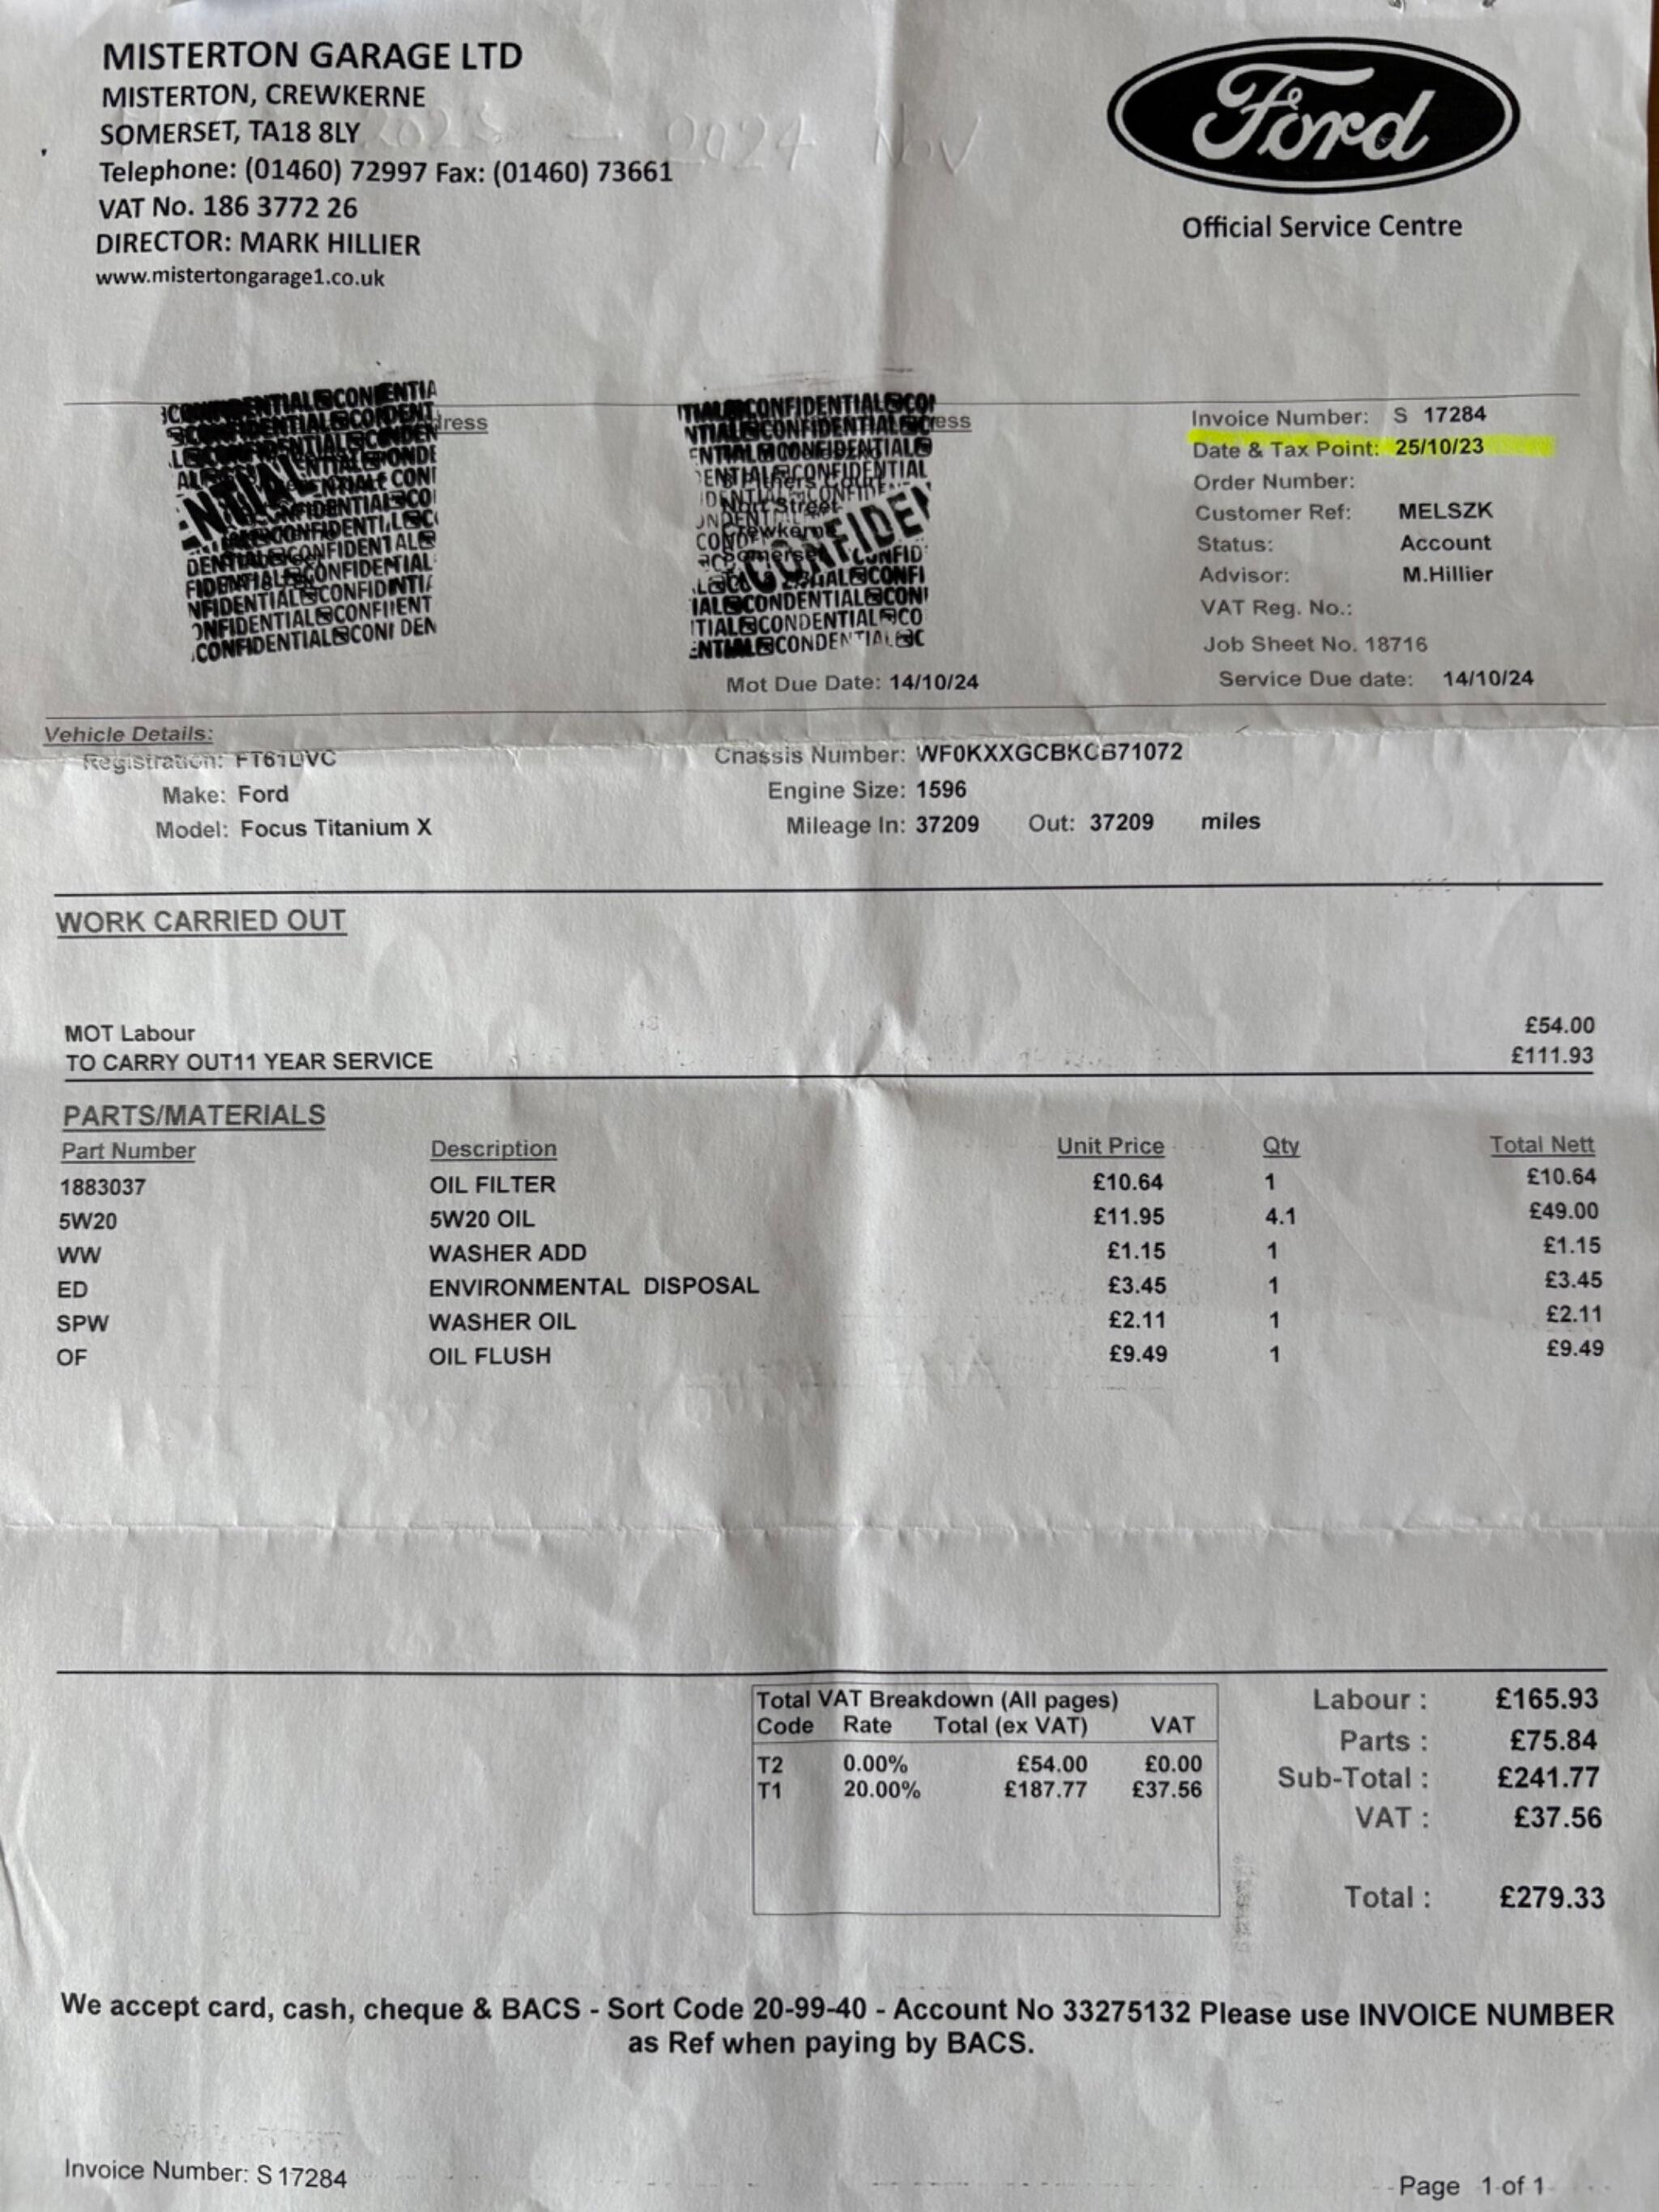 MISTERTON GARAGE LTD
MISTERTON, CREWKERNE
SOMERSET, TA18 8LY
Telephone: (01460) 72997 Fax: (01460) 73661
VAT No. 186 3772 26
DIRECTOR: MARK HILLIER
www.mistertongarage1.co.uk
Ford
Official Service Centre
Invoice Number: S 17284
Date & Tax Point: 25/10/23
Order Number:
Customer Ref: MELSZK
Status: Account
Advisor: M.Hillier
VAT Reg. No.:
Job Sheet No. 18716
Mot Due Date: 14/10/24
Service Due date: 14/10/24
Vehicle Details:
Registration: FT61DVC
Chassis Number: WF0KXXGCBKCB71072
Make: Ford
Engine Size: 1596
Model: Focus Titanium X
Mileage In: 37209 Out: 37209 miles
WORK CARRIED OUT
MOT Labour £54.00
TO CARRY OUT11 YEAR SERVICE £111.93
PARTS/MATERIALS
Part Number Description Unit Price Qty Total Nett
1883037 OIL FILTER £10.64 1 £10.64
5W20 5W20 OIL £11.95 4.1 £49.00
WW WASHER ADD £1.15 1 £1.15
ED ENVIRONMENTAL DISPOSAL £3.45 1 £3.45
SPW WASHER OIL £2.11 1 £2.11
OF OIL FLUSH £9.49 1 £9.49
Total VAT Breakdown (All pages)
Code Rate Total (ex VAT) VAT
T2 0.00% £54.00 £0.00
T1 20.00% £187.77 £37.56
Labour : £165.93
Parts : £75.84
Sub-Total : £241.77
VAT : £37.56
Total : £279.33
We accept card, cash, cheque & BACS - Sort Code 20-99-40 - Account No 33275132 Please use INVOICE NUMBER
as Ref when paying by BACS.
Invoice Number: S 17284
Page 1 of 1